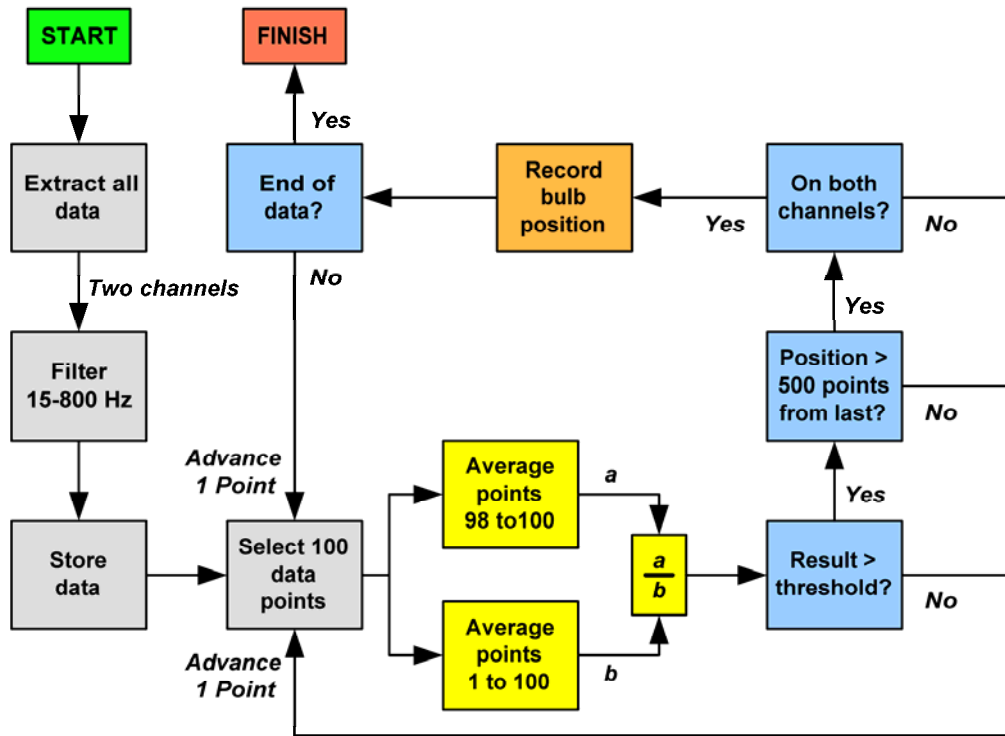 START
FINISH
Yes
Extract all
data
End of
data?
Record
bulb
position
On both
channels?
Yes
No
Two channels
No
Yes
Filter
15-800 Hz
Position >
500 points
from last?
No
Advance
1 Point
Average
points
98 to100
a
Yes
Store
data
Select 100
data
points
a
b
Result >
threshold?
No
Average
points
1 to 100
b
Advance
1 Point